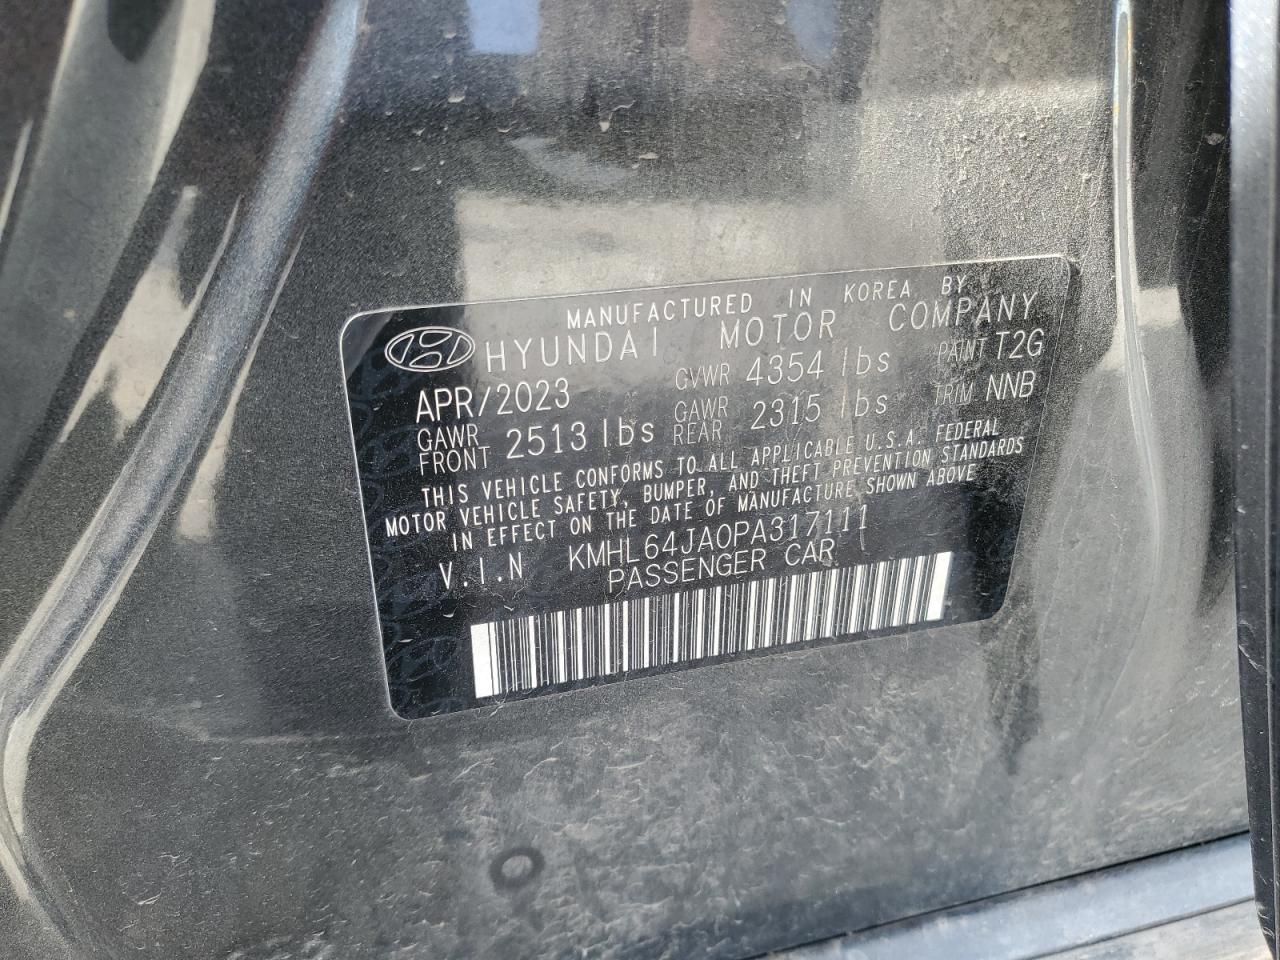 MANUFACTURED IN KOREA BY
HYUNDAI MOTOR COMPANY
APR/2023 GVWR 4354 lbs PAINT T2G
GAWR FRONT 2513 lbs GAWR REAR 2315 lbs TRIM NNB
THIS VEHICLE CONFORMS TO ALL APPLICABLE U.S.A. FEDERAL
MOTOR VEHICLE SAFETY, BUMPER, AND THEFT PREVENTION STANDARDS
IN EFFECT ON THE DATE OF MANUFACTURE SHOWN ABOVE
V.I.N KMHL64JA0PA317111
PASSENGER CAR